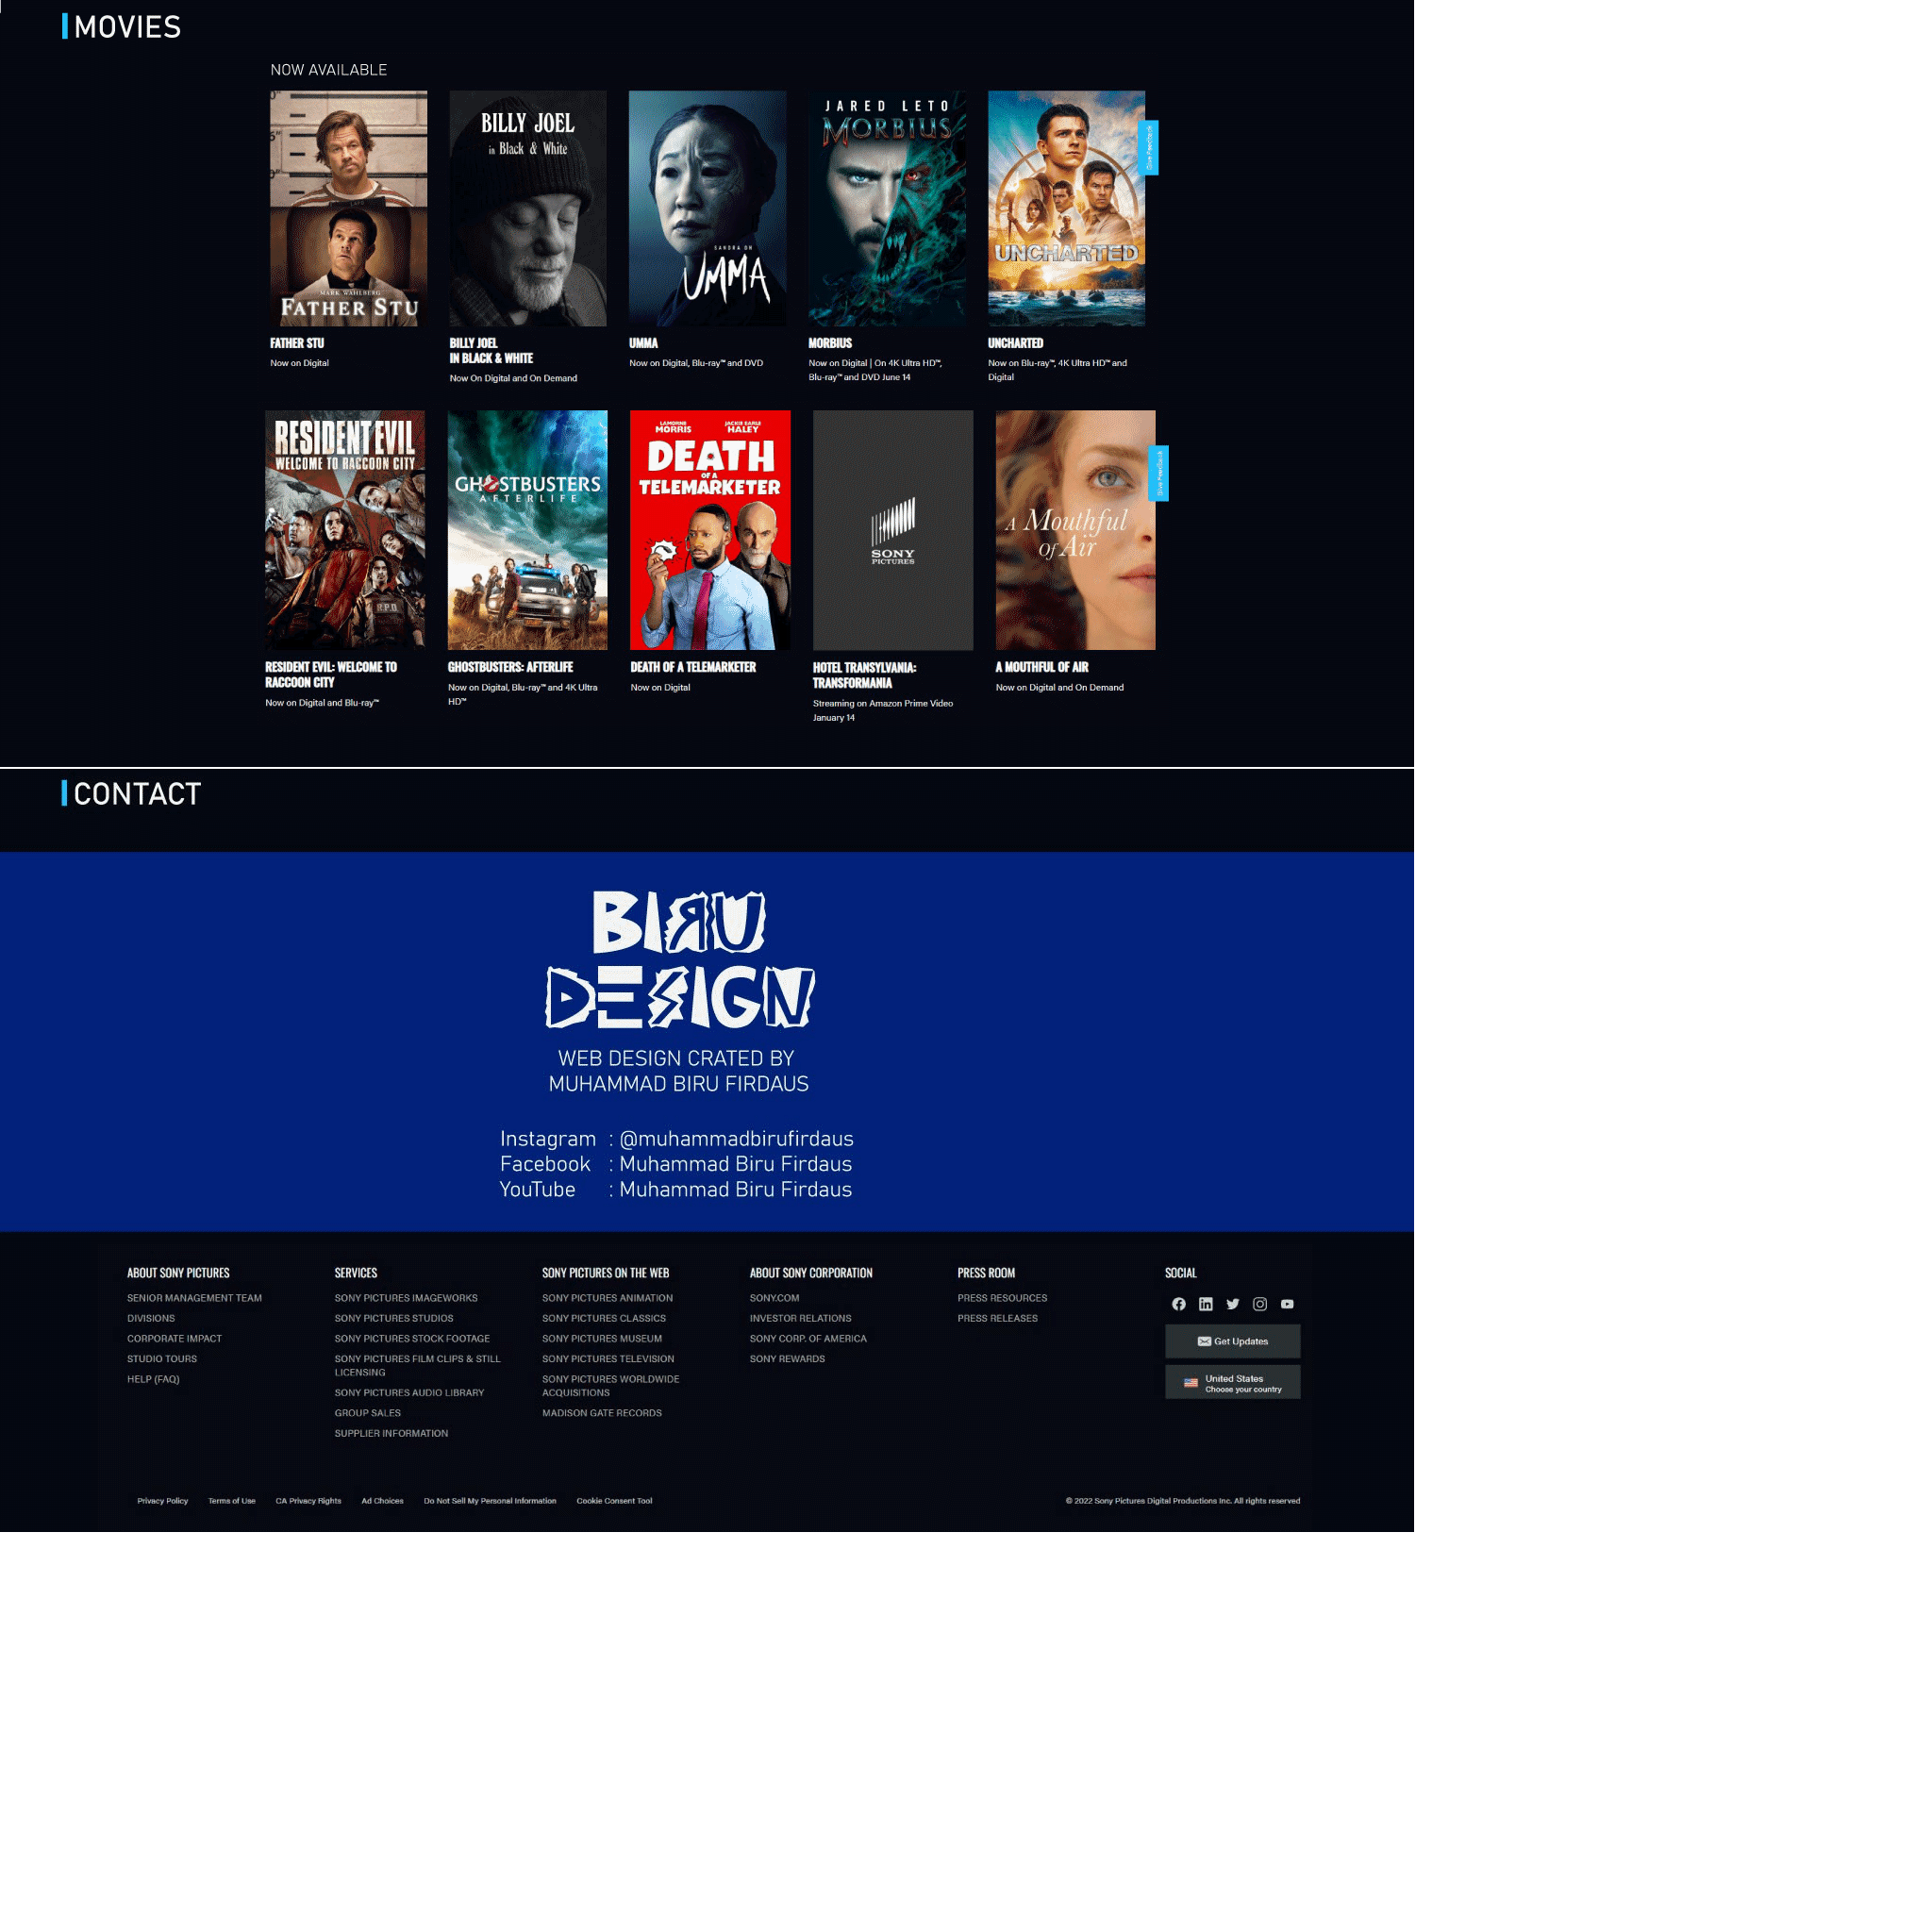 MOVIES
NOW AVAILABLE
MARK WAHLBERG
FATHER STU
BILLY JOEL
in Black & White
SANDRA OH
UMMA
JARED LETO
MORBIUS
UNCHARTED
Give Feedback
FATHER STU
Now on Digital
BILLY JOEL
IN BLACK & WHITE
Now On Digital and On Demand
UMMA
Now on Digital, Blu-ray™ and DVD
MORBIUS
Now on Digital | On 4K Ultra HD™,
Blu-ray™ and DVD June 14
UNCHARTED
Now on Blu-ray™, 4K Ultra HD™ and
Digital
RESIDENT EVIL
WELCOME TO RACCOON CITY
R.P.D
GHOSTBUSTERS
AFTERLIFE
LAMORNE MORRIS
JACKIE EARLE HALEY
DEATH
OF A
TELEMARKETER
SONY
PICTURES
A Mouthful
of Air
Give Feedback
RESIDENT EVIL: WELCOME TO
RACCOON CITY
Now on Digital and Blu-ray™
GHOSTBUSTERS: AFTERLIFE
Now on Digital, Blu-ray™ and 4K Ultra
HD™
DEATH OF A TELEMARKETER
Now on Digital
HOTEL TRANSYLVANIA:
TRANSFORMANIA
Streaming on Amazon Prime Video
January 14
A MOUTHFUL OF AIR
Now on Digital and On Demand
CONTACT
BIRU
DESIGN
WEB DESIGN CRATED BY
MUHAMMAD BIRU FIRDAUS
Instagram : @muhammadbirufirdaus
Facebook : Muhammad Biru Firdaus
YouTube : Muhammad Biru Firdaus
ABOUT SONY PICTURES
SENIOR MANAGEMENT TEAM
DIVISIONS
CORPORATE IMPACT
STUDIO TOURS
HELP (FAQ)
SERVICES
SONY PICTURES IMAGEWORKS
SONY PICTURES STUDIOS
SONY PICTURES STOCK FOOTAGE
SONY PICTURES FILM CLIPS & STILL
LICENSING
SONY PICTURES AUDIO LIBRARY
GROUP SALES
SUPPLIER INFORMATION
SONY PICTURES ON THE WEB
SONY PICTURES ANIMATION
SONY PICTURES CLASSICS
SONY PICTURES MUSEUM
SONY PICTURES TELEVISION
SONY PICTURES WORLDWIDE
ACQUISITIONS
MADISON GATE RECORDS
ABOUT SONY CORPORATION
SONY.COM
INVESTOR RELATIONS
SONY CORP. OF AMERICA
SONY REWARDS
PRESS ROOM
PRESS RESOURCES
PRESS RELEASES
SOCIAL
Get Updates
United States
Choose your country
Privacy Policy Terms of Use CA Privacy Rights Ad Choices Do Not Sell My Personal Information Cookie Consent Tool
© 2022 Sony Pictures Digital Productions Inc. All rights reserved